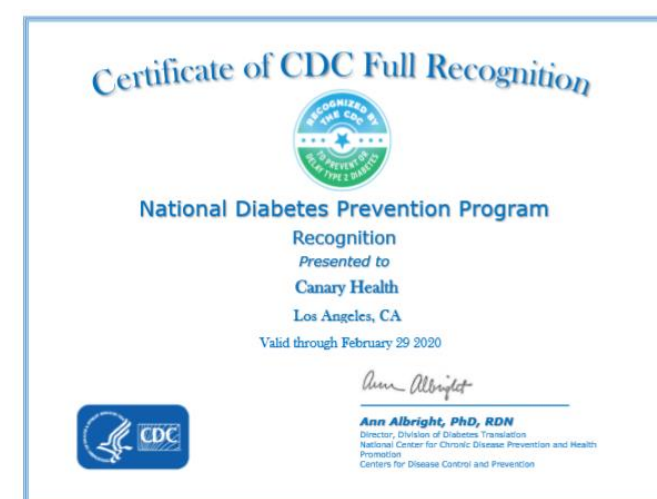 Certificate of CDC Full Recognition
RECOGNIZED BY
THE CDC
TO PREVENT OR
DELAY TYPE 2 DIABETES
National Diabetes Prevention Program
Recognition
Presented to
Canary Health
Los Angeles, CA
Valid through February 29 2020
Ann Albright
Ann Albright, PhD, RDN
Director, Division of Diabetes Translation
National Center for Chronic Disease Prevention and Health
Promotion
Centers for Disease Control and Prevention
CDC